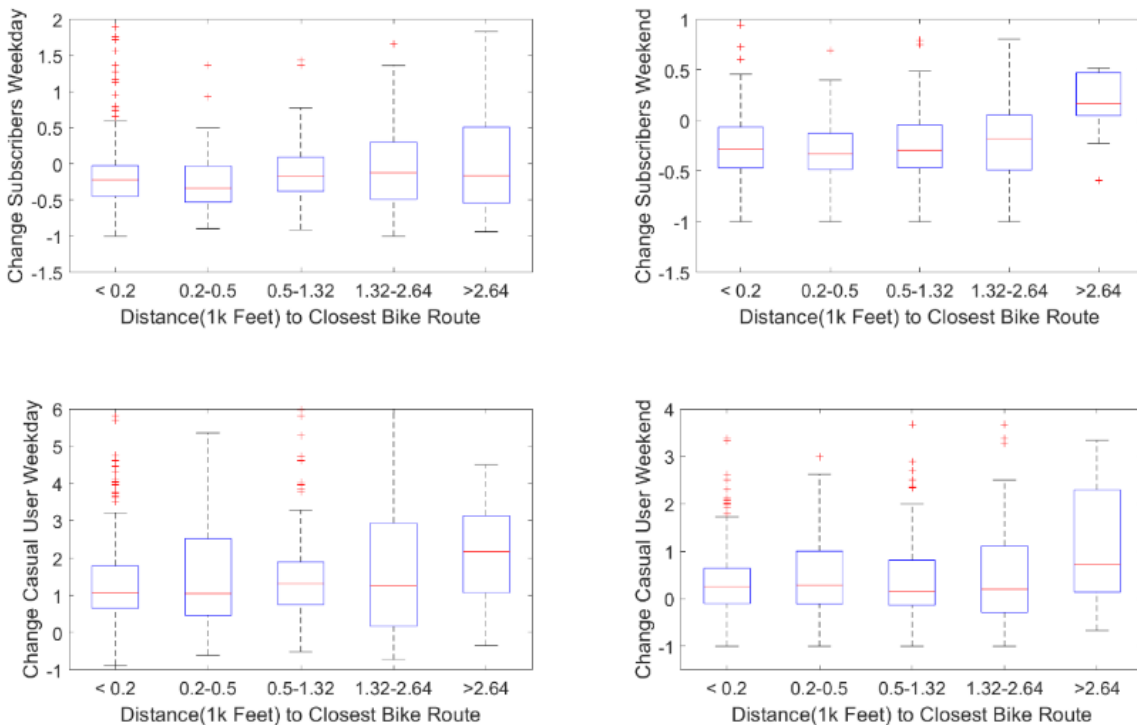 Change Subscribers Weekday
2
1.5
1
0.5
0
-0.5
-1
-1.5
< 0.2 0.2-0.5 0.5-1.32 1.32-2.64 >2.64
Distance(1k Feet) to Closest Bike Route
Change Subscribers Weekend
1
0.5
0
-0.5
-1
-1.5
< 0.2 0.2-0.5 0.5-1.32 1.32-2.64 >2.64
Distance(1k Feet) to Closest Bike Route
Change Casual User Weekday
6
5
4
3
2
1
0
-1
< 0.2 0.2-0.5 0.5-1.32 1.32-2.64 >2.64
Distance(1k Feet) to Closest Bike Route
Change Casual User Weekend
4
3
2
1
0
-1
< 0.2 0.2-0.5 0.5-1.32 1.32-2.64 >2.64
Distance(1k Feet) to Closest Bike Route